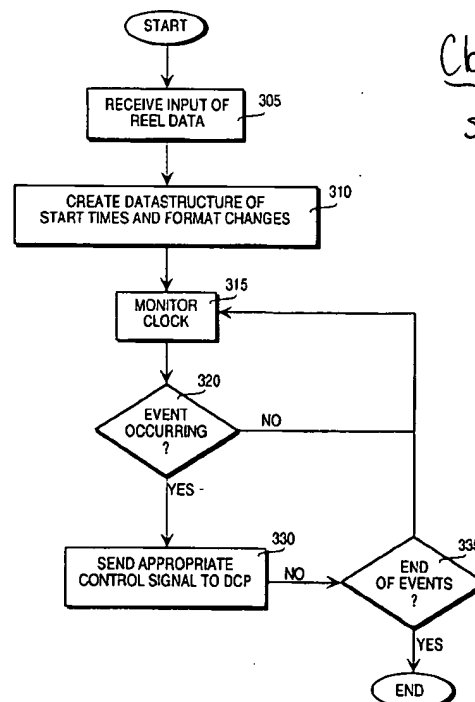 START
305
RECEIVE INPUT OF
REEL DATA
310
CREATE DATASTRUCTURE OF
START TIMES AND FORMAT CHANGES
315
MONITOR
CLOCK
320
EVENT
OCCURRING
?
NO
YES
330
SEND APPROPRIATE
CONTROL SIGNAL TO DCP
NO
335
END
OF EVENTS
?
YES
END